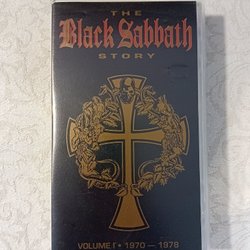 THE
Black Sabbath
STORY
VOLUME I • 1970 — 1978